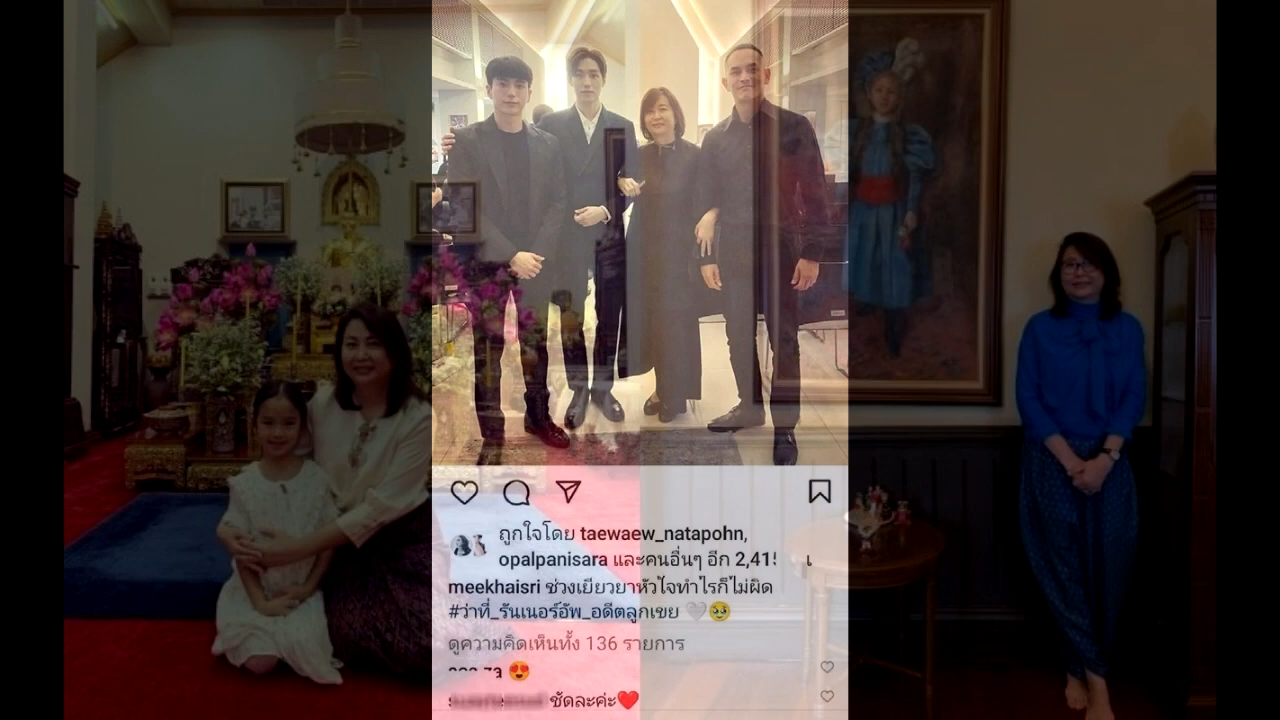 ถูกใจโดย taewaew_natapohn,
opalpanisara และคนอื่นๆ อีก 2,415
meekhaisri ช่วงเยียวยาหัวใจทำไรก็ไม่ผิด
#ว่าที่_รันเนอร์อัพ_อดีตลูกเขย 🤍🥹
ดูความคิดเห็นทั้ง 136 รายการ
😍
ชัดละค่ะ❤️